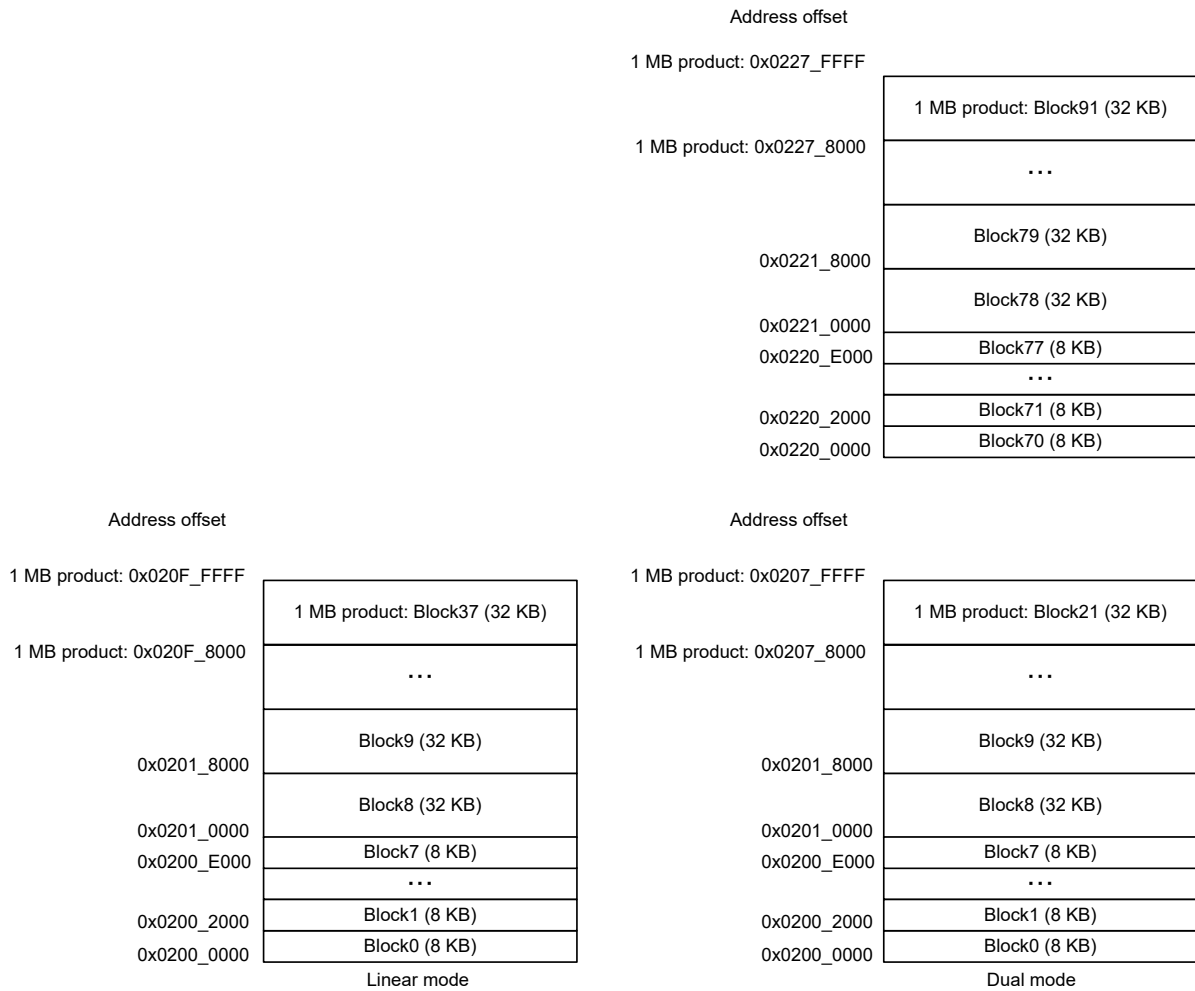 Address offset
1 MB product: 0x0227_FFFF
1 MB product: Block91 (32 KB)
1 MB product: 0x0227_8000
...
Block79 (32 KB)
0x0221_8000
Block78 (32 KB)
0x0221_0000
Block77 (8 KB)
0x0220_E000
...
Block71 (8 KB)
0x0220_2000
Block70 (8 KB)
0x0220_0000
Address offset
1 MB product: 0x020F_FFFF
1 MB product: Block37 (32 KB)
1 MB product: 0x020F_8000
...
Block9 (32 KB)
0x0201_8000
Block8 (32 KB)
0x0201_0000
Block7 (8 KB)
0x0200_E000
...
Block1 (8 KB)
0x0200_2000
Block0 (8 KB)
0x0200_0000
Linear mode
Address offset
1 MB product: 0x0207_FFFF
1 MB product: Block21 (32 KB)
1 MB product: 0x0207_8000
...
Block9 (32 KB)
0x0201_8000
Block8 (32 KB)
0x0201_0000
Block7 (8 KB)
0x0200_E000
...
Block1 (8 KB)
0x0200_2000
Block0 (8 KB)
0x0200_0000
Dual mode